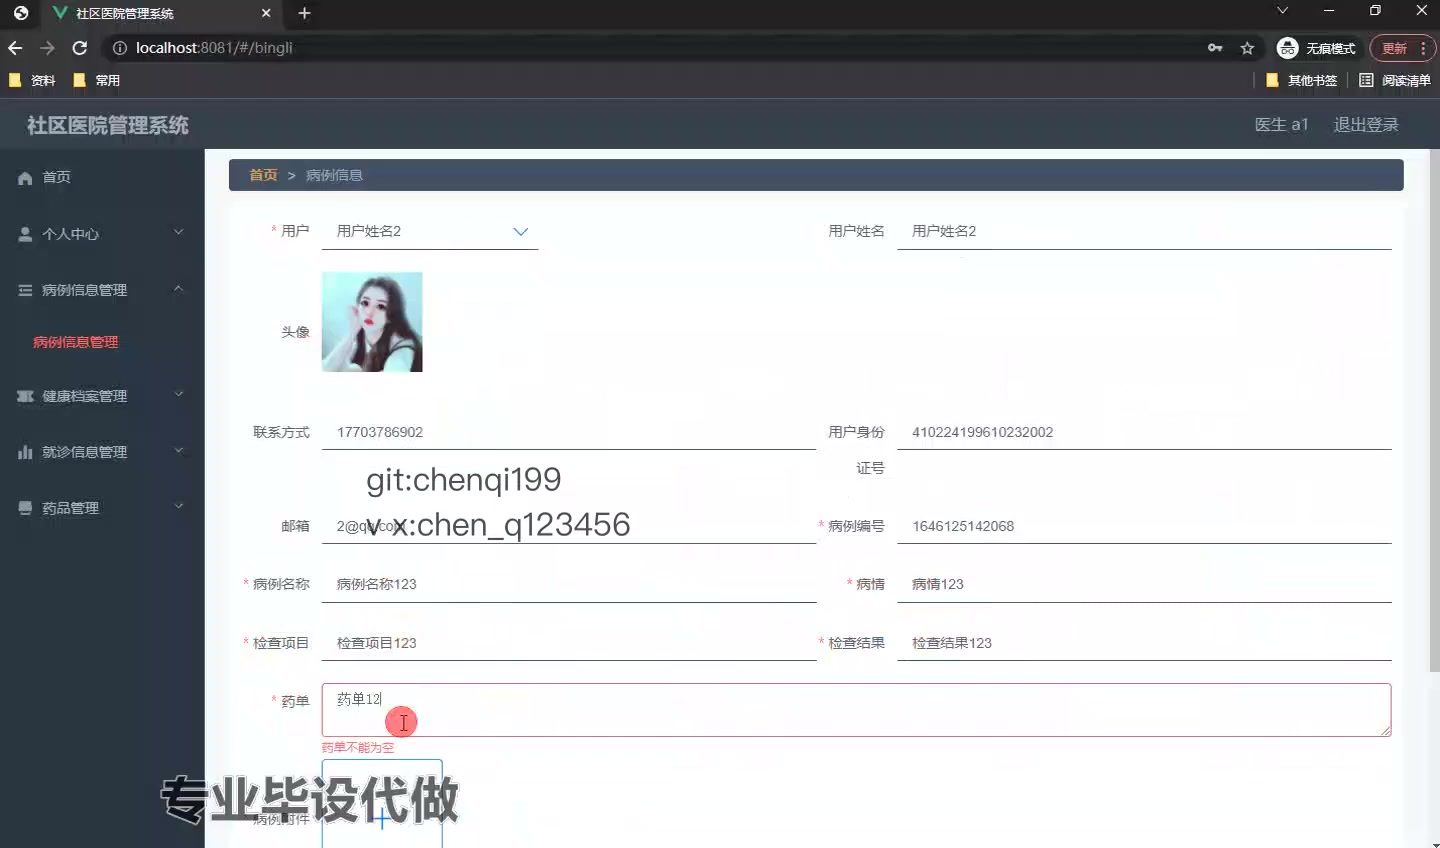 社区医院管理系统
localhost:8081/#/bingli
无痕模式
更新
资料
常用
其他书签
阅读清单
社区医院管理系统
医生 a1
退出登录
首页
个人中心
病例信息管理
病例信息管理
健康档案管理
就诊信息管理
药品管理
首页 > 病例信息
* 用户 用户姓名2
用户姓名 用户姓名2
头像
联系方式 17703786902
用户身份证号 410224199610232002
git:chenqi199
邮箱 2@qq.com
v x:chen_q123456
* 病例编号 1646125142068
* 病例名称 病例名称123
* 病情 病情123
* 检查项目 检查项目123
* 检查结果 检查结果123
* 药单 药单12
药单不能为空
专业毕设代做
病例附件